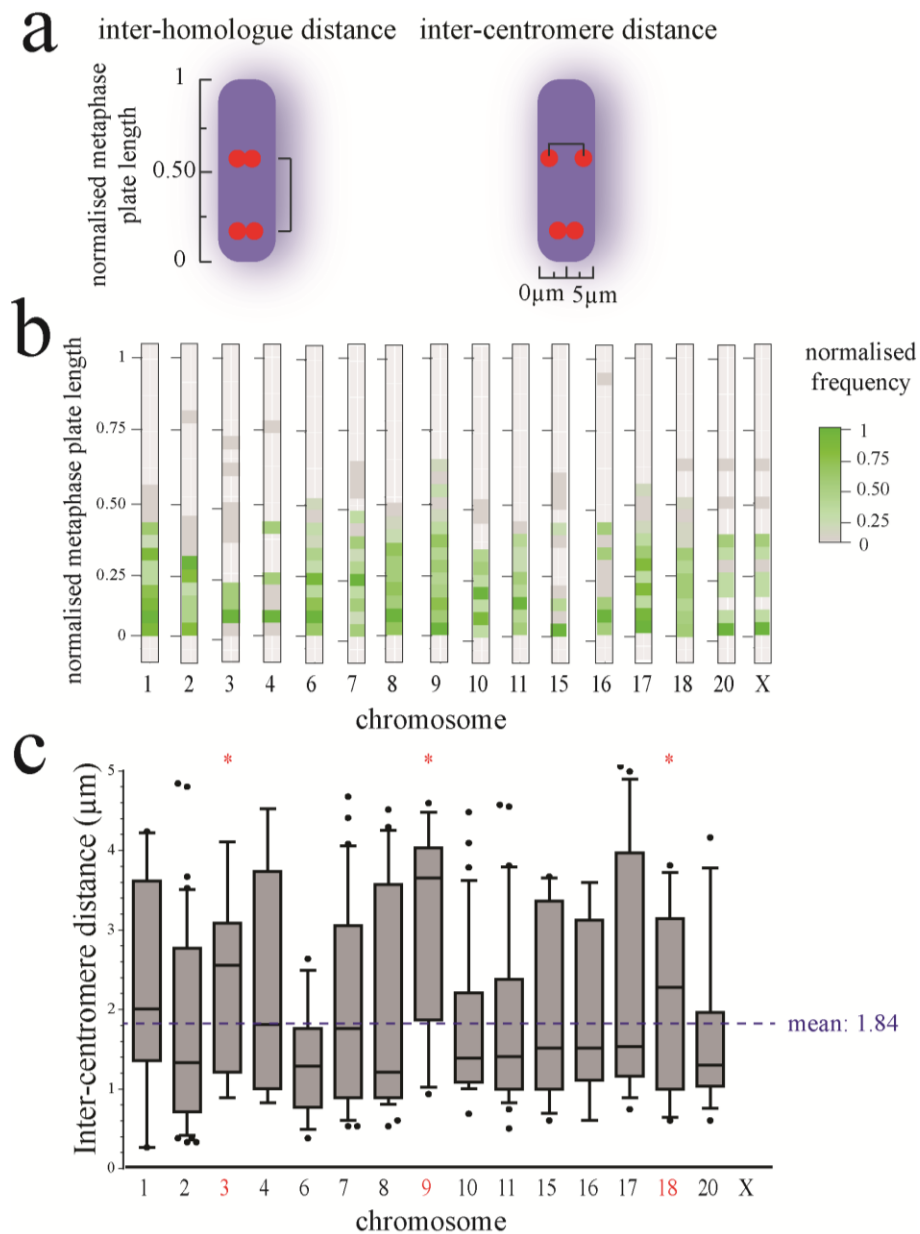 a
inter-homologue distance
inter-centromere distance
normalised metaphase
plate length
1
0.50
0
0µm 5µm
b
normalised metaphase plate length
1
0.75
0.50
0.25
0
1 2 3 4 6 7 8 9 10 11 15 16 17 18 20 X
chromosome
normalised
frequency
1
0.75
0.50
0.25
0
c
* * *
Inter-centromere distance (µm)
5
4
3
2
1
0
mean: 1.84
1 2 3 4 6 7 8 9 10 11 15 16 17 18 20 X
chromosome